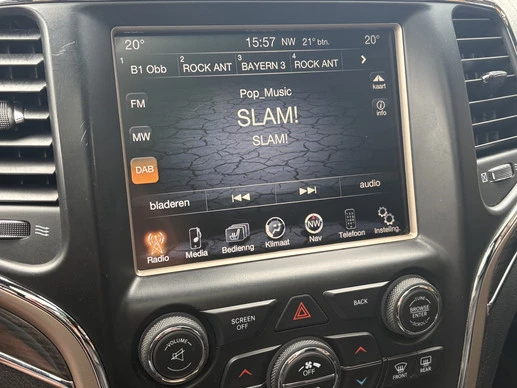 20° 15:57 NW 21° btn. 20°
1 B1 Obb 2 ROCK ANT 3 BAYERN 3 4 ROCK ANT
Pop_Music
kaart
FM
SLAM!
info
MW
SLAM!
DAB
bladeren audio
Radio Media Bediening Klimaat NW Nav Telefoon Instelling.
SCREEN OFF
BACK
TUNE
BROWSE ENTER
SCROLL
VOLUME
OFF
FRONT REAR